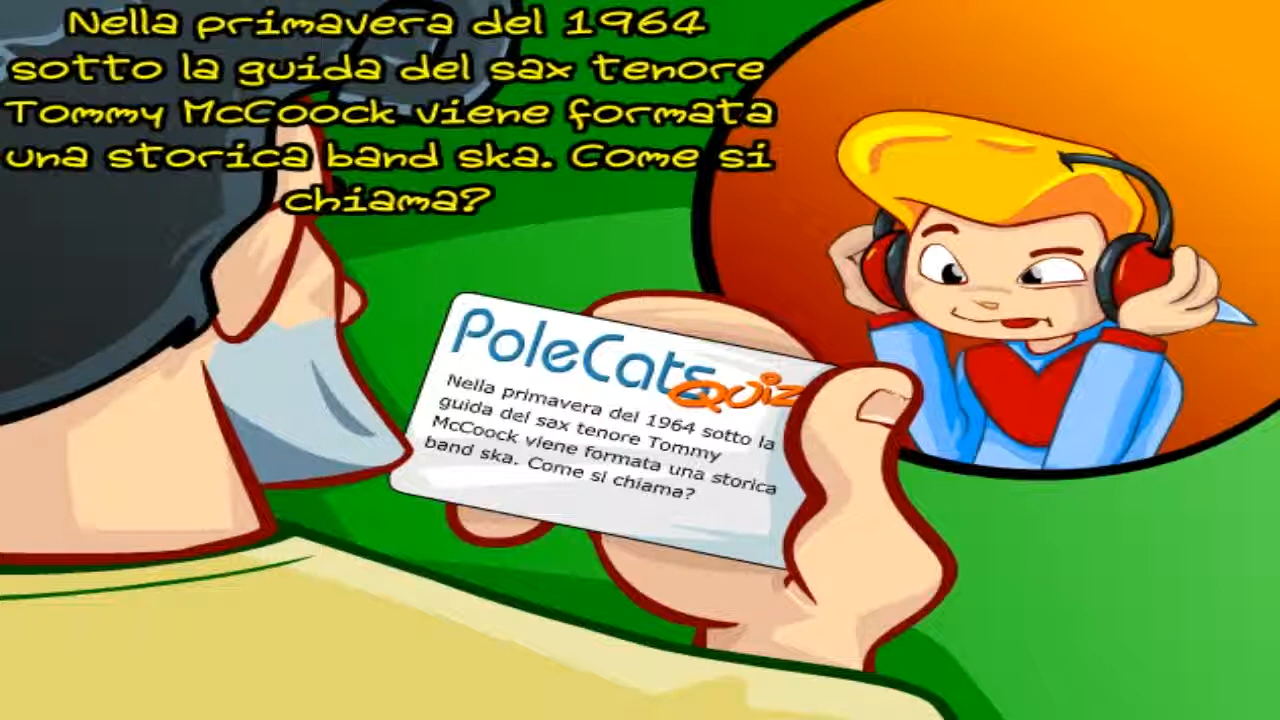 Nella primavera del 1964
sotto la guida del sax tenore
Tommy McCoock viene formata
una storica band ska. Come si
chiama?
PoleCats
QUIZ
Nella primavera del 1964 sotto la
guida del sax tenore Tommy
McCoock viene formata una storica
band ska. Come si chiama?